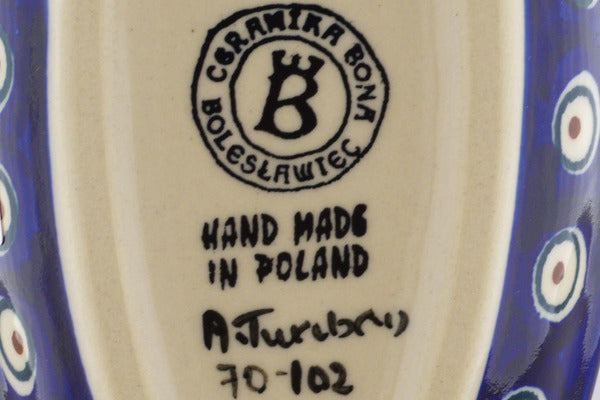 CERAMIKA BONA
BOLESŁAWIEC
B
HAND MADE
IN POLAND
70-102